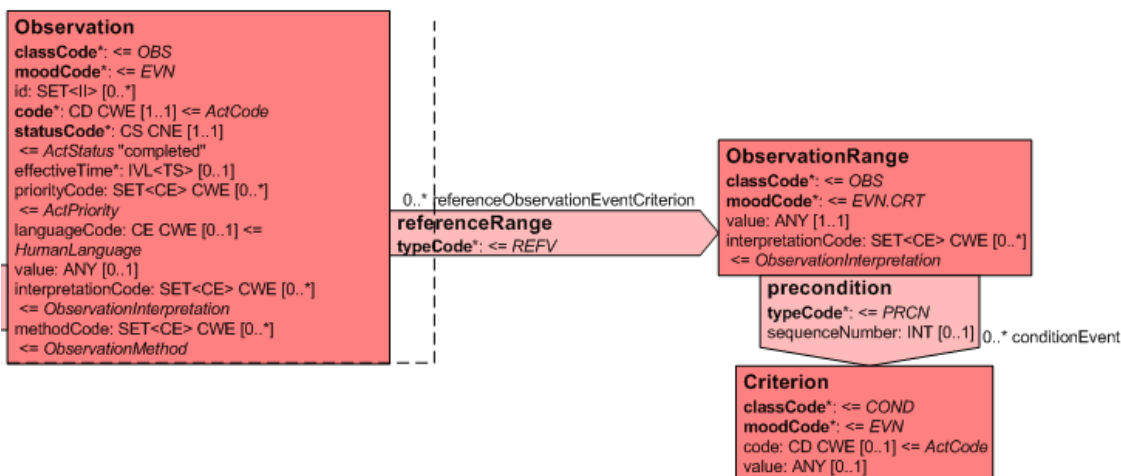 Observation
classCode*: <= OBS
moodCode*: <= EVN
id: SET<II> [0..*]
code*: CD CWE [1..1] <= ActCode
statusCode*: CS CNE [1..1]
<= ActStatus "completed"
effectiveTime*: IVL<TS> [0..1]
priorityCode: SET<CE> CWE [0..*]
<= ActPriority
languageCode: CE CWE [0..1] <=
HumanLanguage
value: ANY [0..1]
interpretationCode: SET<CE> CWE [0..*]
<= ObservationInterpretation
methodCode: SET<CE> CWE [0..*]
<= ObservationMethod
0..* referenceObservationEventCriterion
referenceRange
typeCode*: <= REFV
ObservationRange
classCode*: <= OBS
moodCode*: <= EVN.CRT
value: ANY [1..1]
interpretationCode: SET<CE> CWE [0..*]
<= ObservationInterpretation
precondition
typeCode*: <= PRCN
sequenceNumber: INT [0..1]
0..* conditionEvent
Criterion
classCode*: <= COND
moodCode*: <= EVN
code: CD CWE [0..1] <= ActCode
value: ANY [0..1]